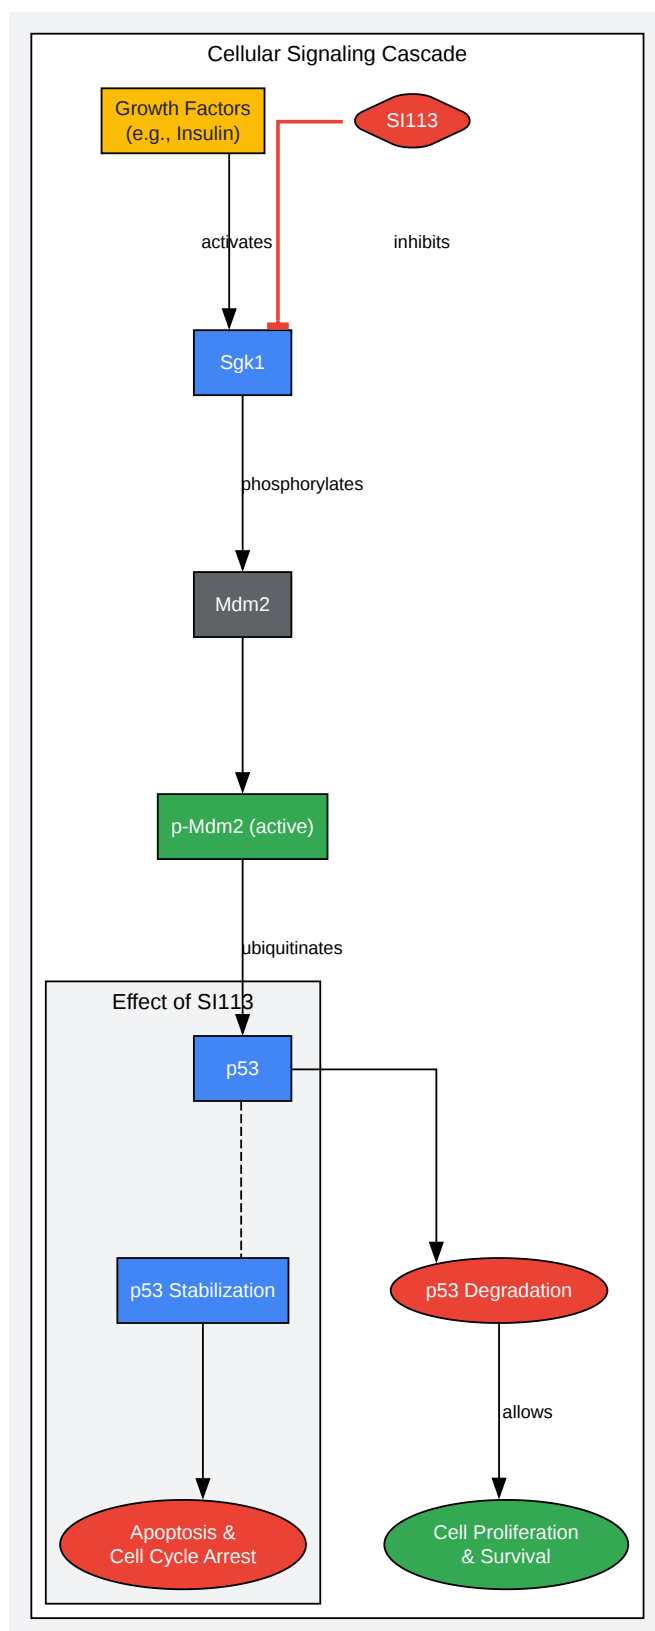 Cellular Signaling Cascade
Growth Factors
(e.g., Insulin)
SI113
activates
inhibits
Sgk1
phosphorylates
Mdm2
p-Mdm2 (active)
ubiquitinates
Effect of SI113
p53
p53 Stabilization
p53 Degradation
allows
Apoptosis &
Cell Cycle Arrest
Cell Proliferation
& Survival